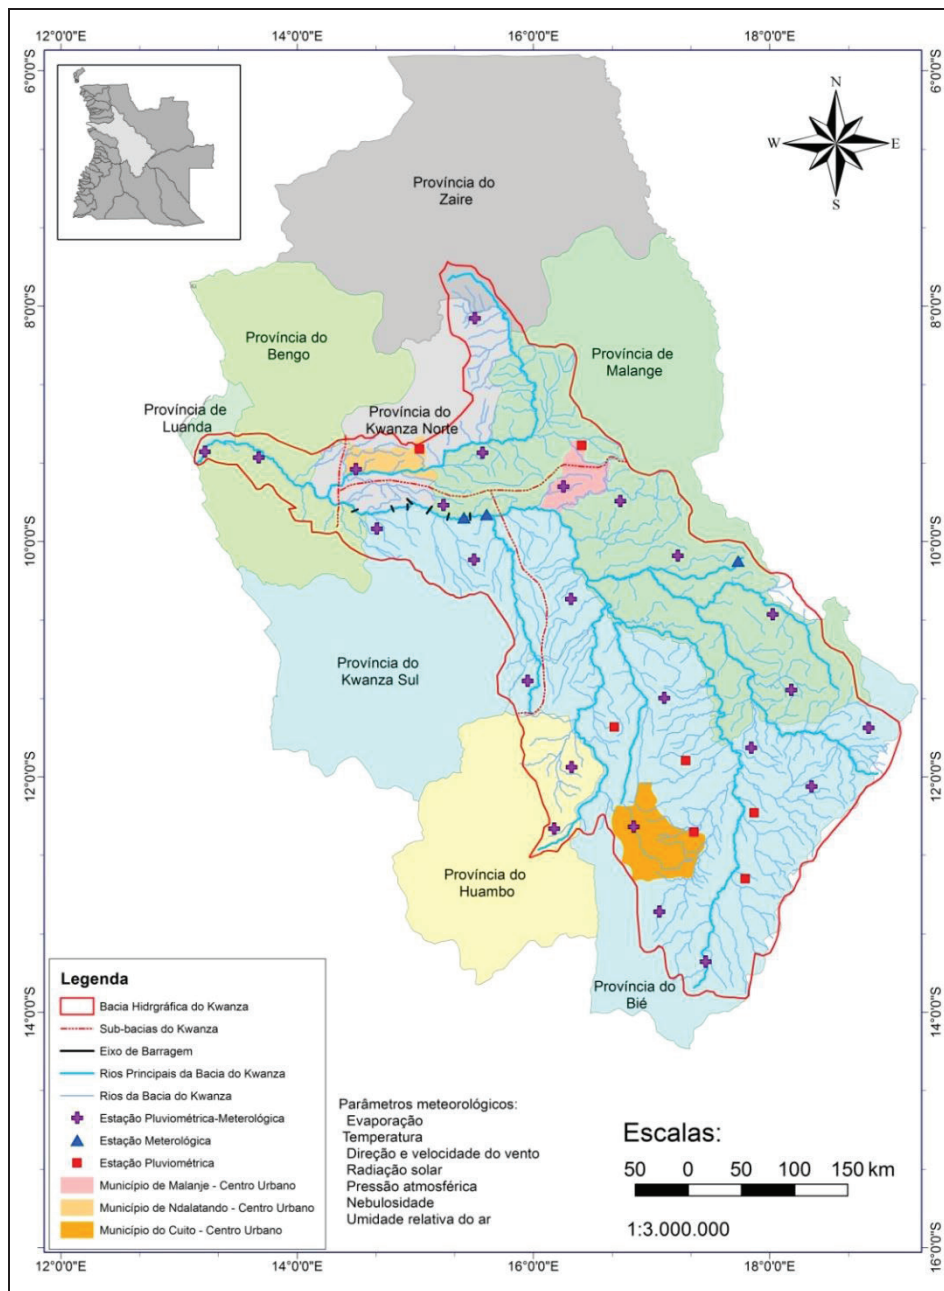 12°0'0"E 14°0'0"E 16°0'0"E 18°0'0"E
6°0'0"S 6°0'0"S
N
W E
S
Província do
Zaire
8°0'0"S 8°0'0"S
Província do
Bengo
Província de
Malange
Província de
Luanda
Província do
Kwanza Norte
10°0'0"S 10°0'0"S
Província do
Kwanza Sul
12°0'0"S 12°0'0"S
Província do
Huambo
Província do
Bié
14°0'0"S 14°0'0"S
Legenda
Bacia Hidrgráfica do Kwanza
Sub-bacias do Kwanza
Eixo de Barragem
Rios Principais da Bacia do Kwanza
Rios da Bacia do Kwanza
Estação Pluviométrica-Meterológica
Estação Meterológica
Estação Pluviométrica
Município de Malanje - Centro Urbano
Município de Ndalatando - Centro Urbano
Município do Cuito - Centro Urbano
Parâmetros meteorológicos:
Evaporação
Temperatura
Direção e velocidade do vento
Radiação solar
Pressão atmosférica
Nebulosidade
Umidade relativa do ar
Escalas:
50 0 50 100 150 km
1:3.000.000
16°0'0"S 16°0'0"S
12°0'0"E 14°0'0"E 16°0'0"E 18°0'0"E